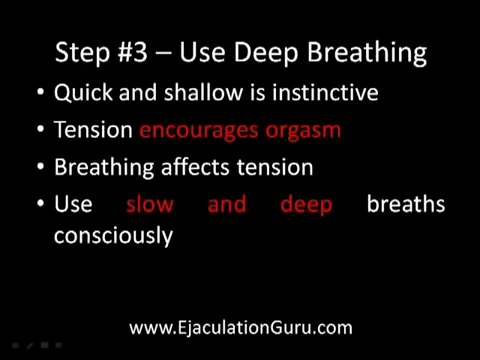 Step #3 – Use Deep Breathing
• Quick and shallow is instinctive
• Tension encourages orgasm
• Breathing affects tension
• Use slow and deep breaths
consciously
www.EjaculationGuru.com